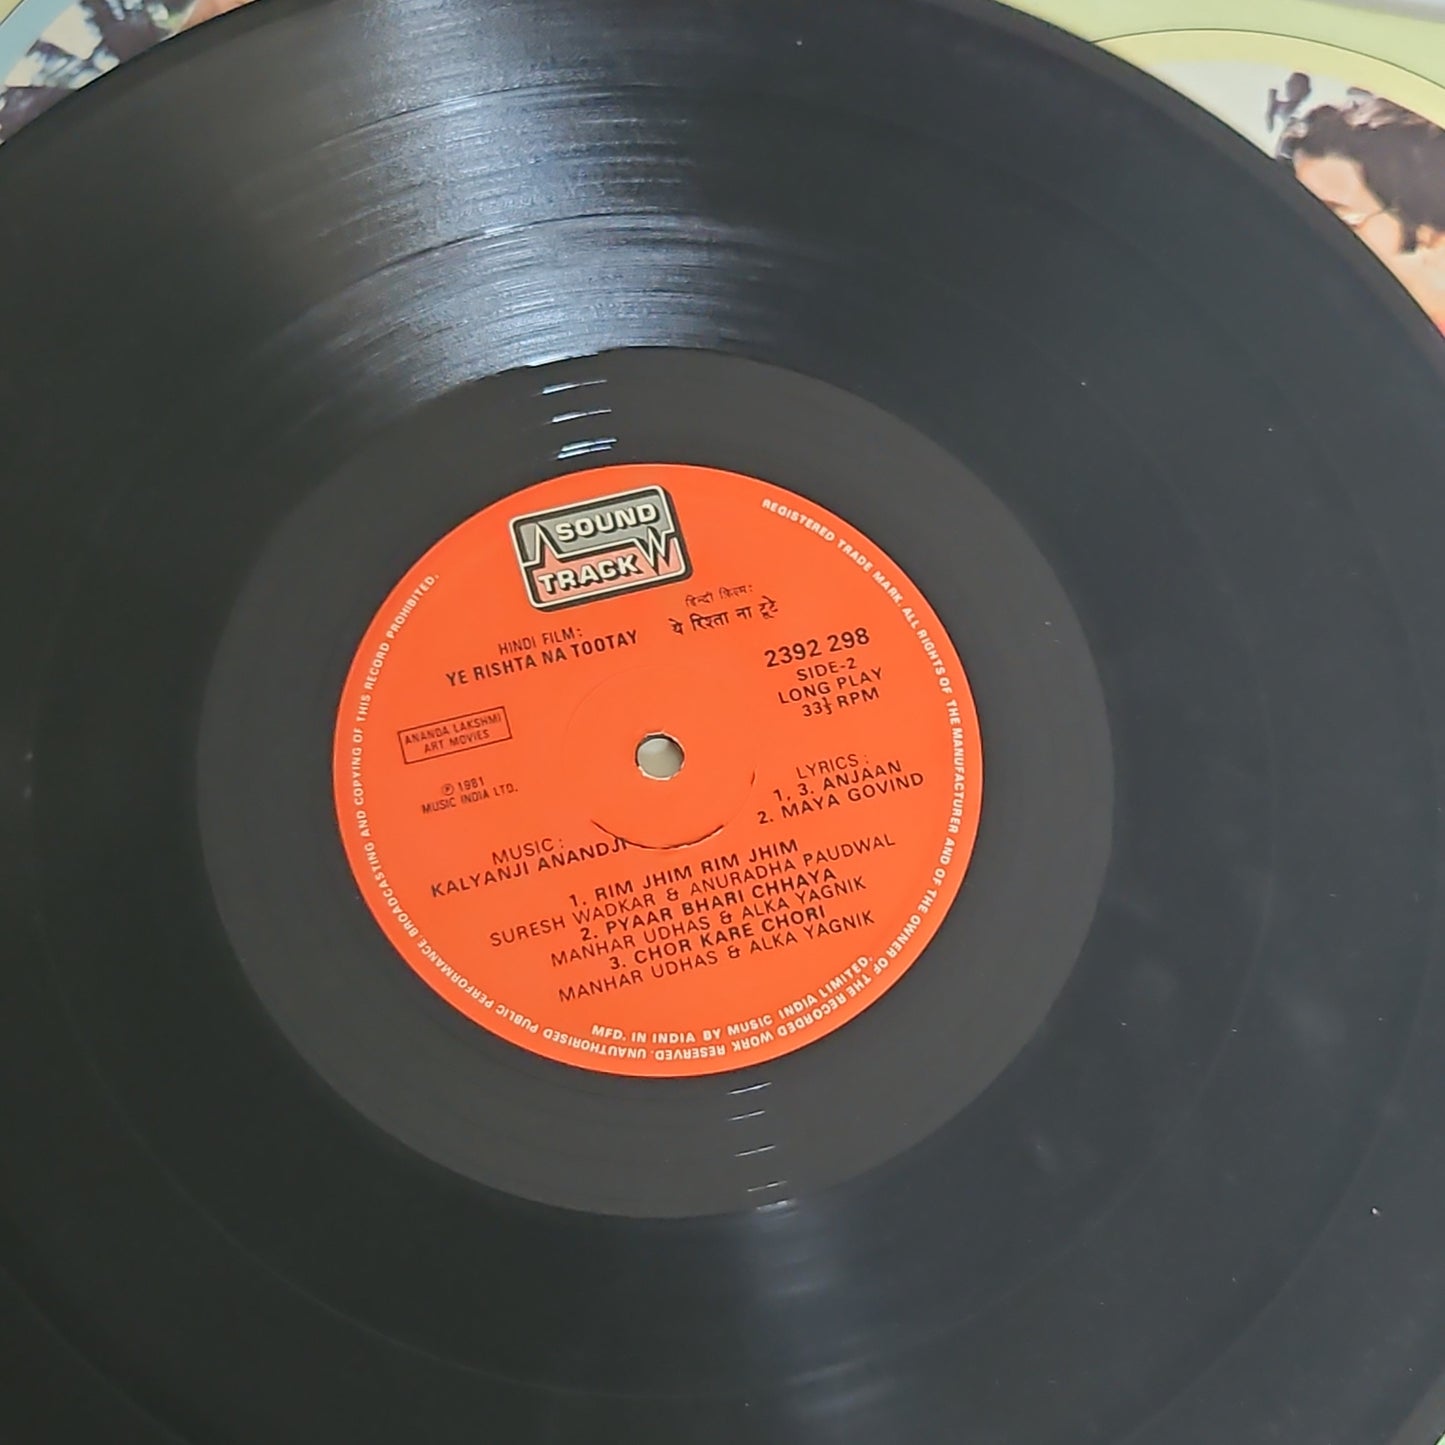 SOUND
TRACK
HINDI FILM:
YE RISHTA NA TOOTAY
हिन्दी फ़िल्म:
ये रिश्ता ना टूटे
2392 298
SIDE-2
LONG PLAY
33⅓ RPM
ANANDA LAKSHMI
ART MOVIES
℗ 1981
MUSIC INDIA LTD.
LYRICS:
1, 3. ANJAAN
2. MAYA GOVIND
MUSIC:
KALYANJI ANANDJI
1. RIM JHIM RIM JHIM
SURESH WADKAR & ANURADHA PAUDWAL
2. PYAAR BHARI CHHAYA
MANHAR UDHAS & ALKA YAGNIK
3. CHOR KARE CHORI
MANHAR UDHAS & ALKA YAGNIK
MFD. IN INDIA BY MUSIC INDIA LIMITED.
REGISTERED TRADE MARK. ALL RIGHTS OF THE MANUFACTURER AND OF THE OWNER OF THE RECORDED WORK RESERVED. UNAUTHORISED PUBLIC PERFORMANCE BROADCASTING AND COPYING OF THIS RECORD PROHIBITED.